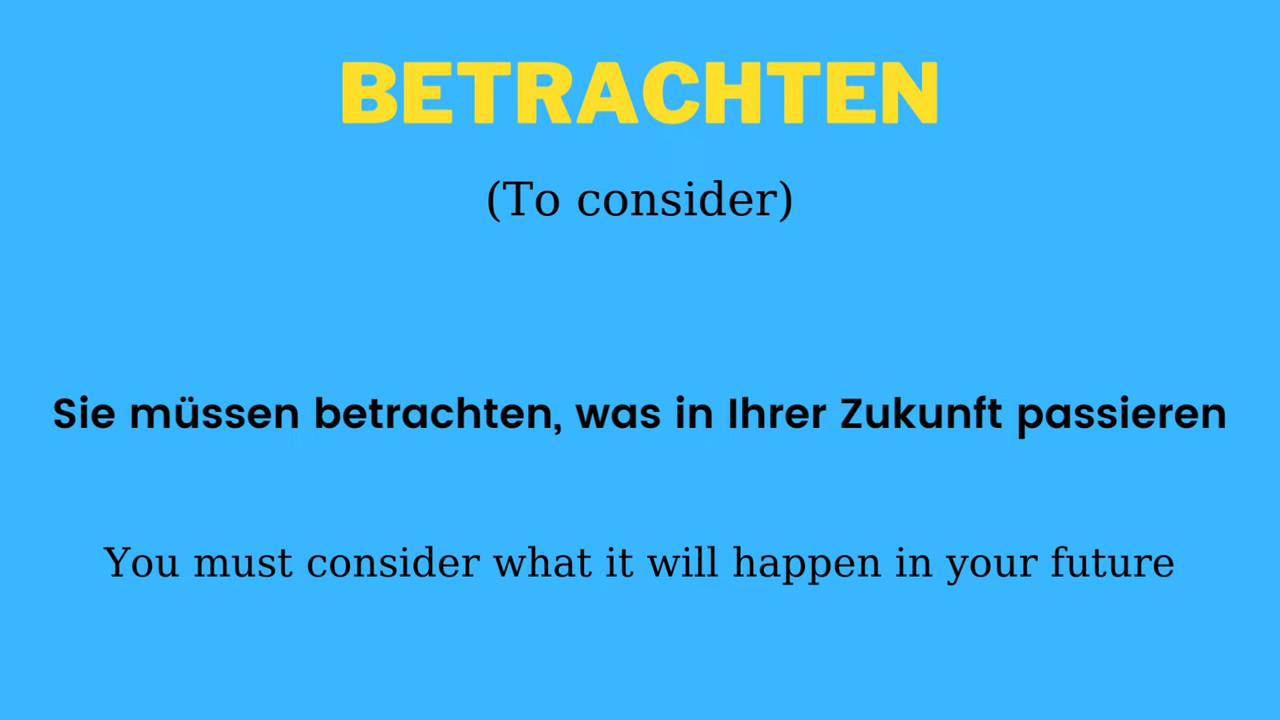 BETRACHTEN
(To consider)
Sie müssen betrachten, was in Ihrer Zukunft passieren
You must consider what it will happen in your future